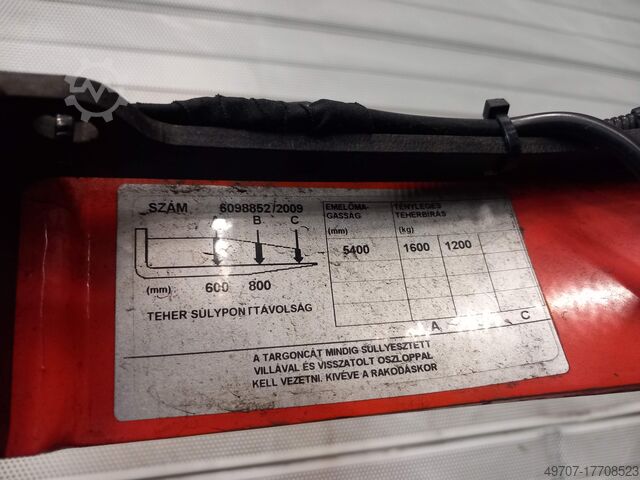 SZÁM 6098852/2009
A B C
(mm) 600 800
TEHER SÚLYPONTTÁVOLSÁG
EMELŐMA-
GASSÁG
(mm)
TÉNYLEGES
TEHERBÍRÁS
(kg)
5400 1600 1200
A C
A TARGONCÁT MINDIG SÜLLYESZTETT
VILLÁVAL ÉS VISSZATOLT OSZLOPPAL
KELL VEZETNI. KIVÉVE A RAKODÁSKOR
49707-17708523